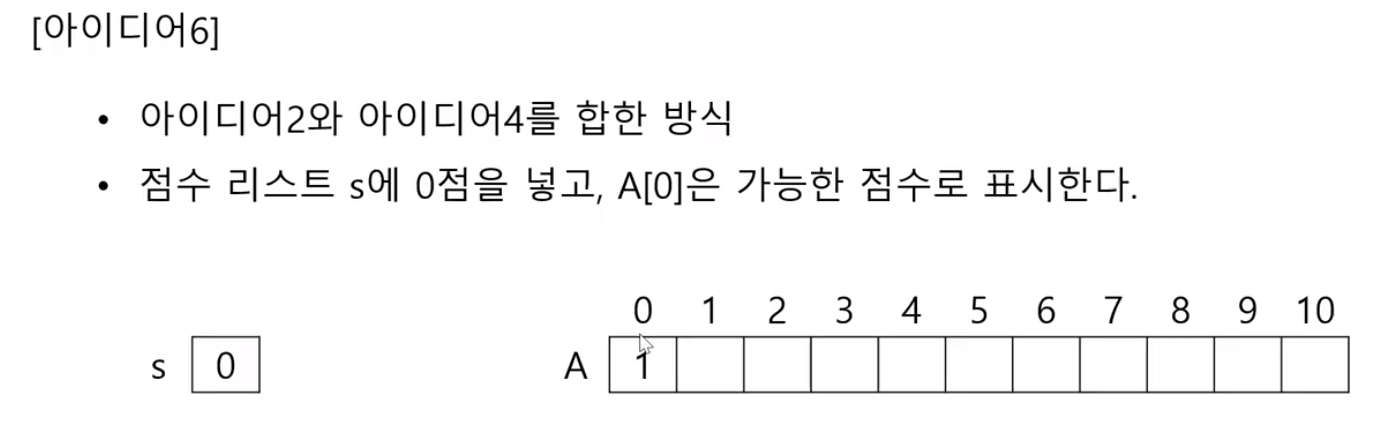 [아이디어6]
• 아이디어2와 아이디어4를 합한 방식
• 점수 리스트 s에 0점을 넣고, A[0]은 가능한 점수로 표시한다.
0 1 2 3 4 5 6 7 8 9 10
s 0 A 1